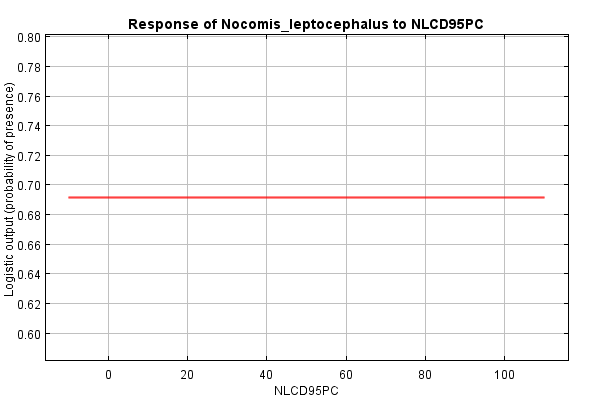 Response of Nocomis_leptocephalus to NLCD95PC
Logistic output (probability of presence)
0.80
0.78
0.76
0.74
0.72
0.70
0.68
0.66
0.64
0.62
0.60
0 20 40 60 80 100
NLCD95PC